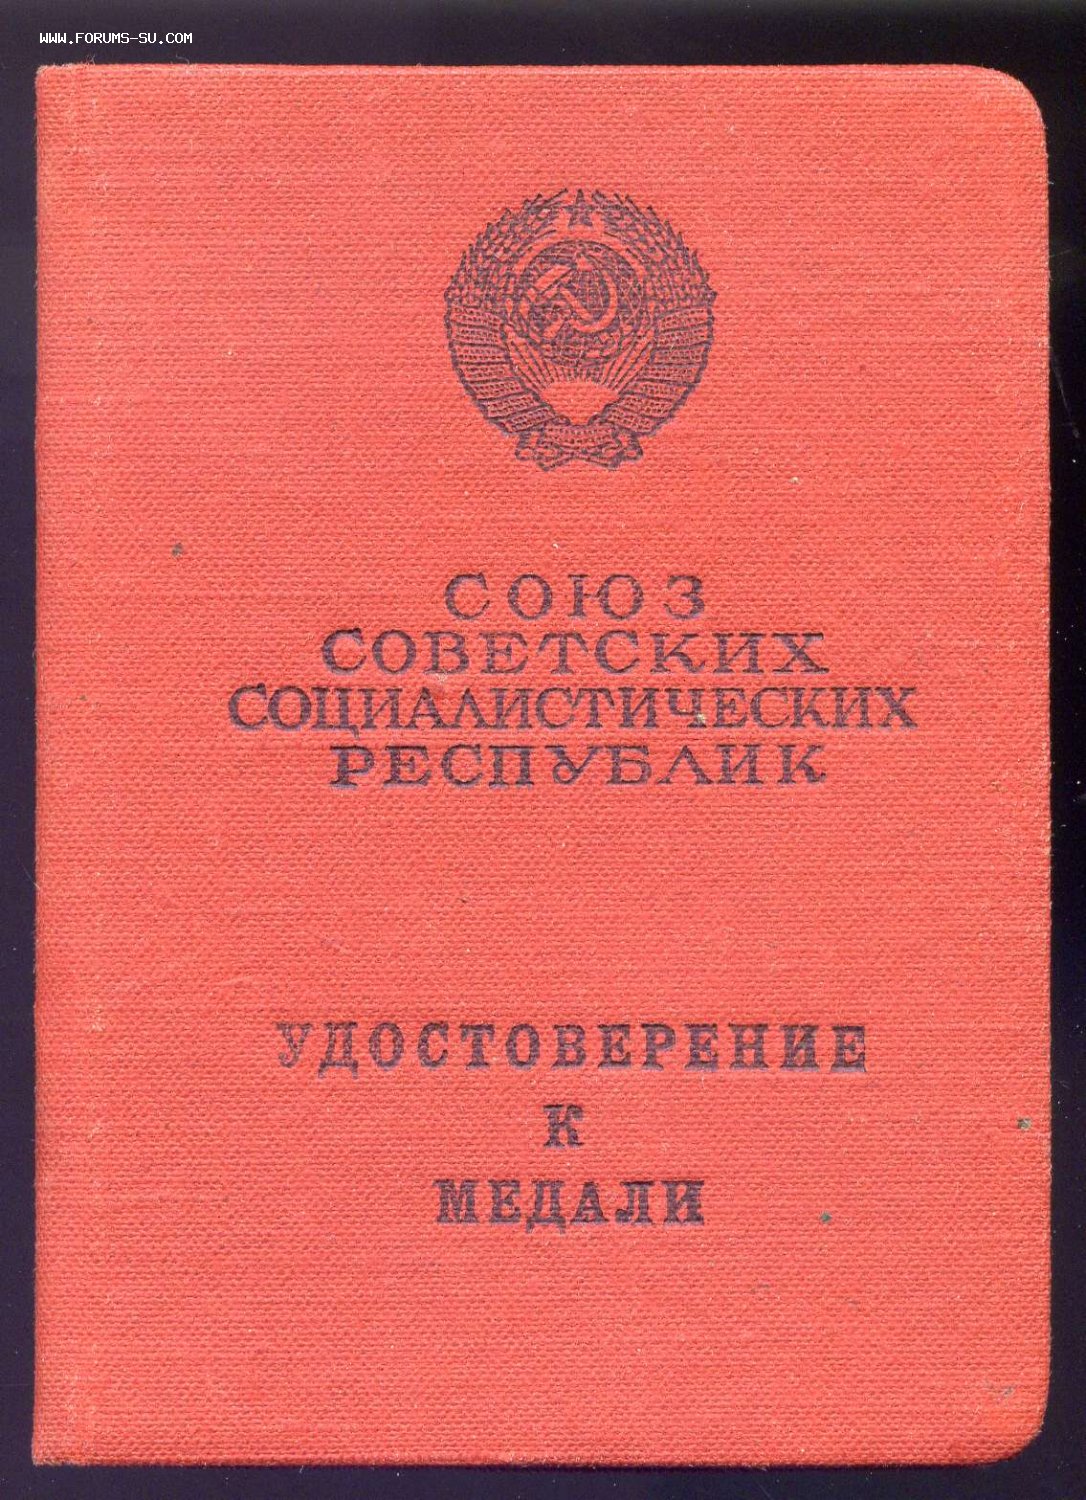 WWW.FORUMS-SU.COM
СОЮЗ
СОВЕТСКИХ
СОЦИАЛИСТИЧЕСКИХ
РЕСПУБЛИК
УДОСТОВЕРЕНИЕ
К
МЕДАЛИ